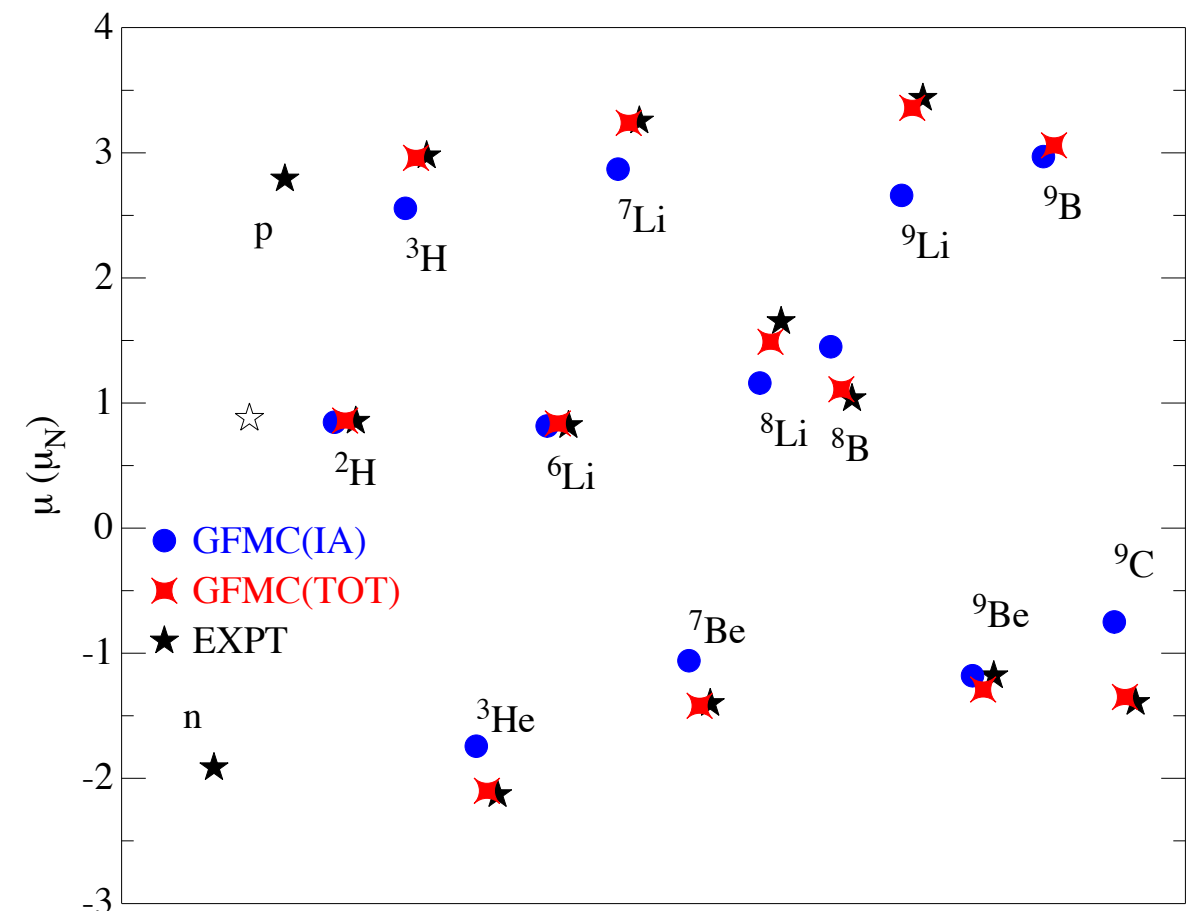 4
3
2
1
0
-1
-2
-3
μ (μ_N)
p
³H
⁷Li
⁹Li
⁹B
²H
⁶Li
⁸Li
⁸B
GFMC(IA)
GFMC(TOT)
EXPT
n
³He
⁷Be
⁹Be
⁹C